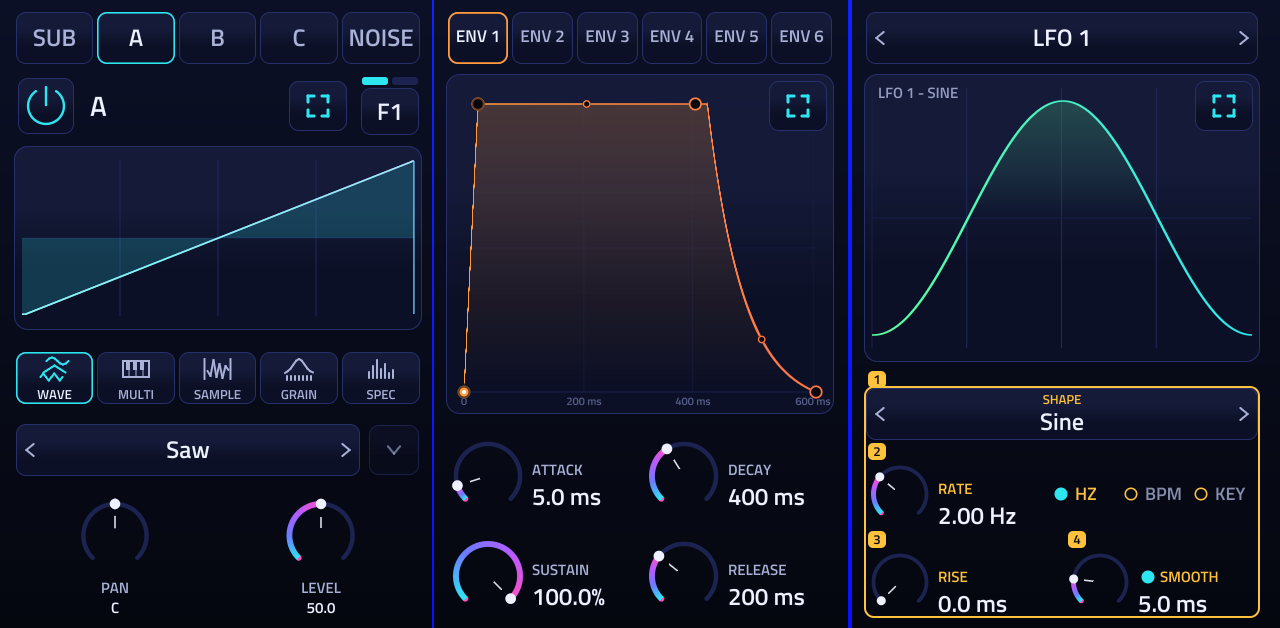 SUB A B C NOISE
A F1
WAVE MULTI SAMPLE GRAIN SPEC
Saw
PAN LEVEL
C 50.0
ENV 1 ENV 2 ENV 3 ENV 4 ENV 5 ENV 6
0 200 ms 400 ms 600 ms
ATTACK DECAY
5.0 ms 400 ms
SUSTAIN RELEASE
100.0% 200 ms
LFO 1
LFO 1 - SINE
1
SHAPE
Sine
2
RATE HZ BPM KEY
2.00 Hz
3 4
RISE SMOOTH
0.0 ms 5.0 ms